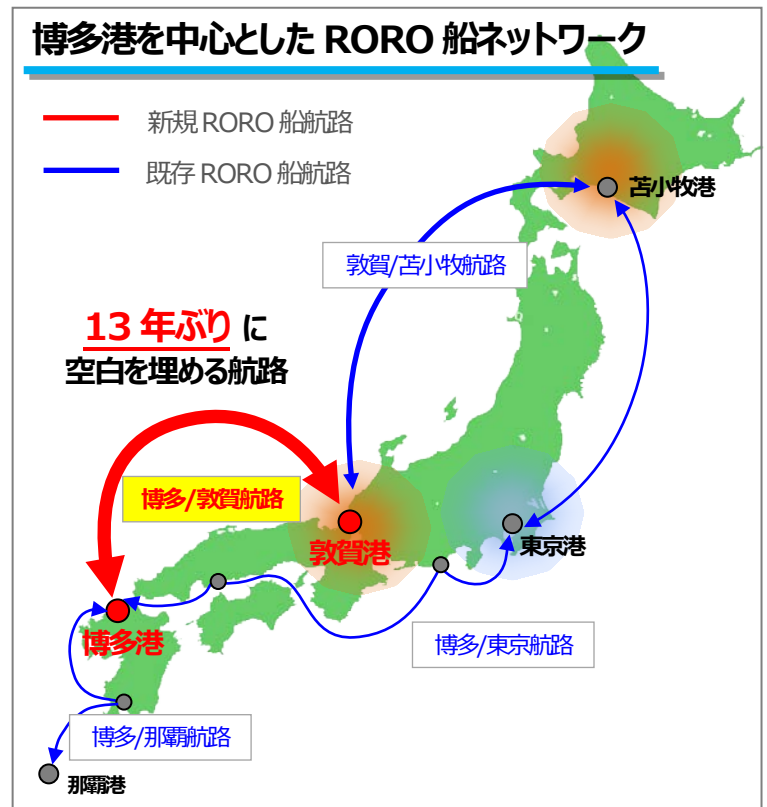 博多港を中心とした RORO 船ネットワーク
新規 RORO 船航路
既存 RORO 船航路
苫小牧港
敦賀/苫小牧航路
13 年ぶり に
空白を埋める航路
博多/敦賀航路
敦賀港
東京港
博多港
博多/東京航路
博多/那覇航路
那覇港